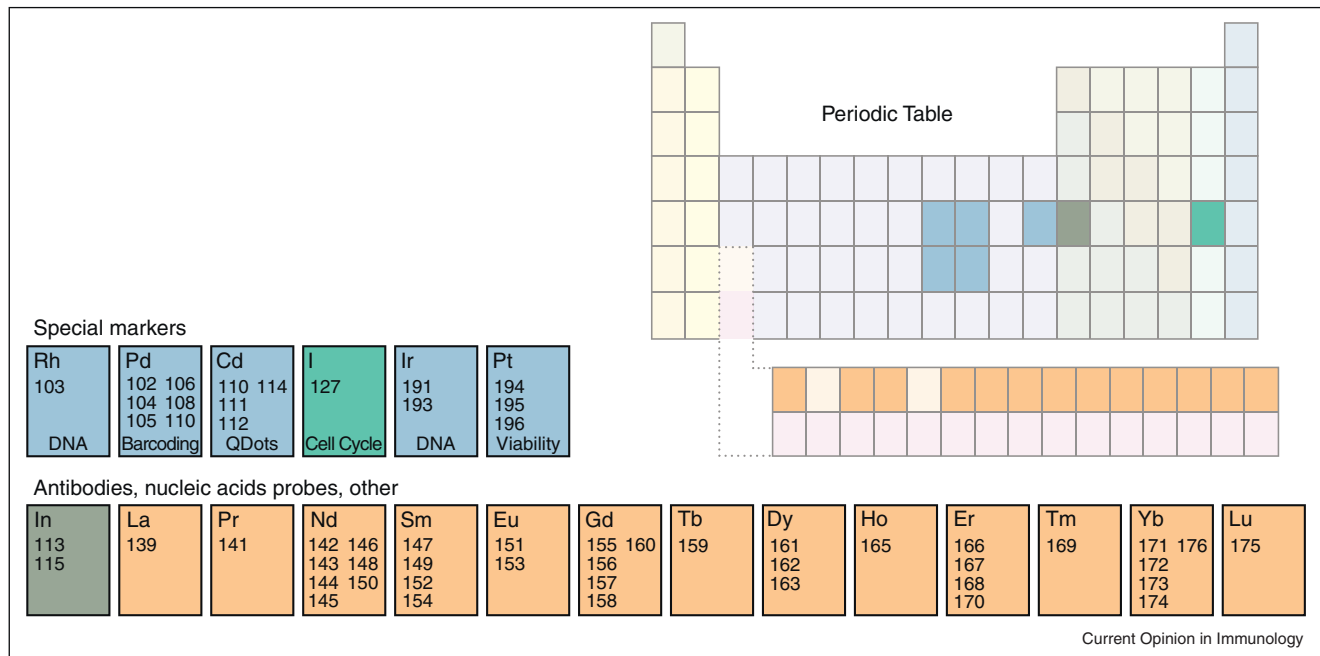 Periodic Table
Special markers
Rh
103
DNA
Pd
102 106
104 108
105 110
Barcoding
Cd
110 114
111
112
QDots
I
127
Cell Cycle
Ir
191
193
DNA
Pt
194
195
196
Viability
Antibodies, nucleic acids probes, other
In
113
115
La
139
Pr
141
Nd
142 146
143 148
144 150
145
Sm
147
149
152
154
Eu
151
153
Gd
155 160
156
157
158
Tb
159
Dy
161
162
163
Ho
165
Er
166
167
168
170
Tm
169
Yb
171 176
172
173
174
Lu
175
Current Opinion in Immunology